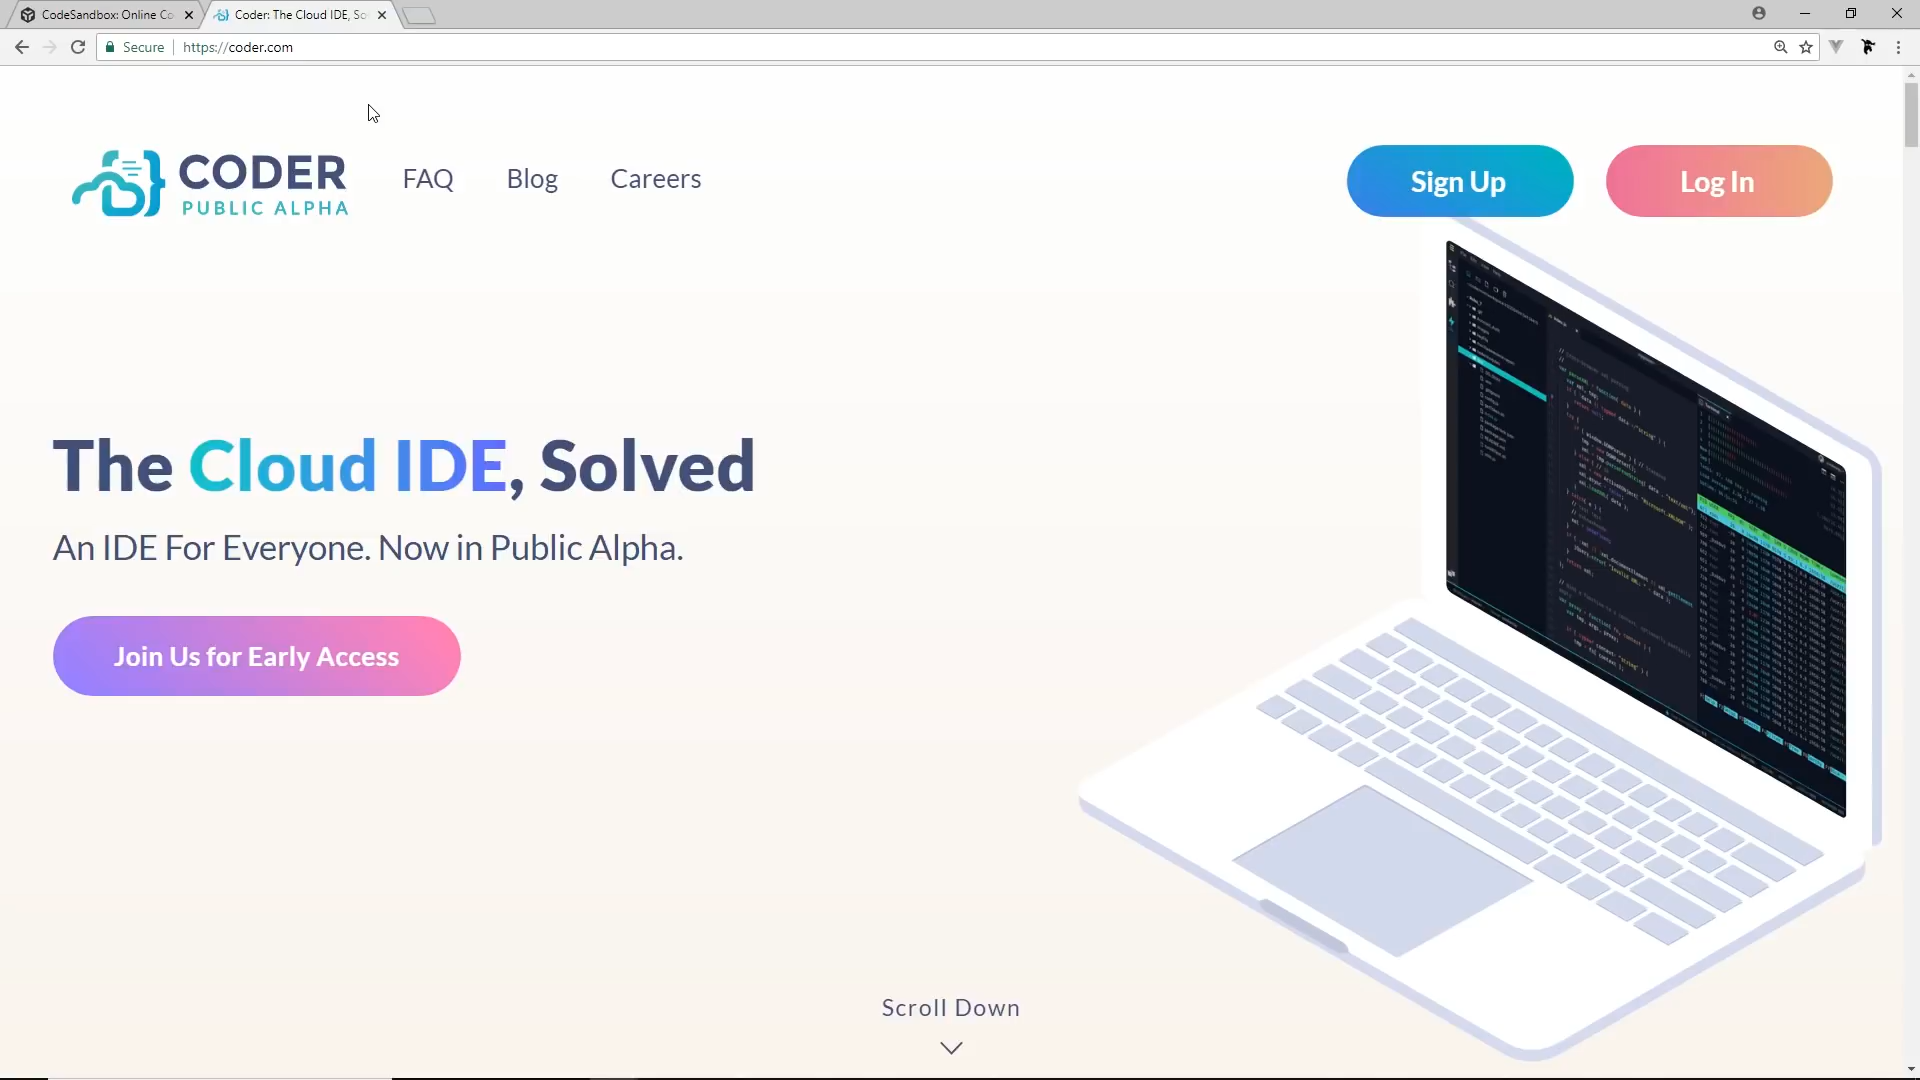 CodeSandbox: Online Co
Coder: The Cloud IDE, So
Secure
https://coder.com
CODER
PUBLIC ALPHA
FAQ
Blog
Careers
Sign Up
Log In
The Cloud IDE, Solved
An IDE For Everyone. Now in Public Alpha.
Join Us for Early Access
Scroll Down